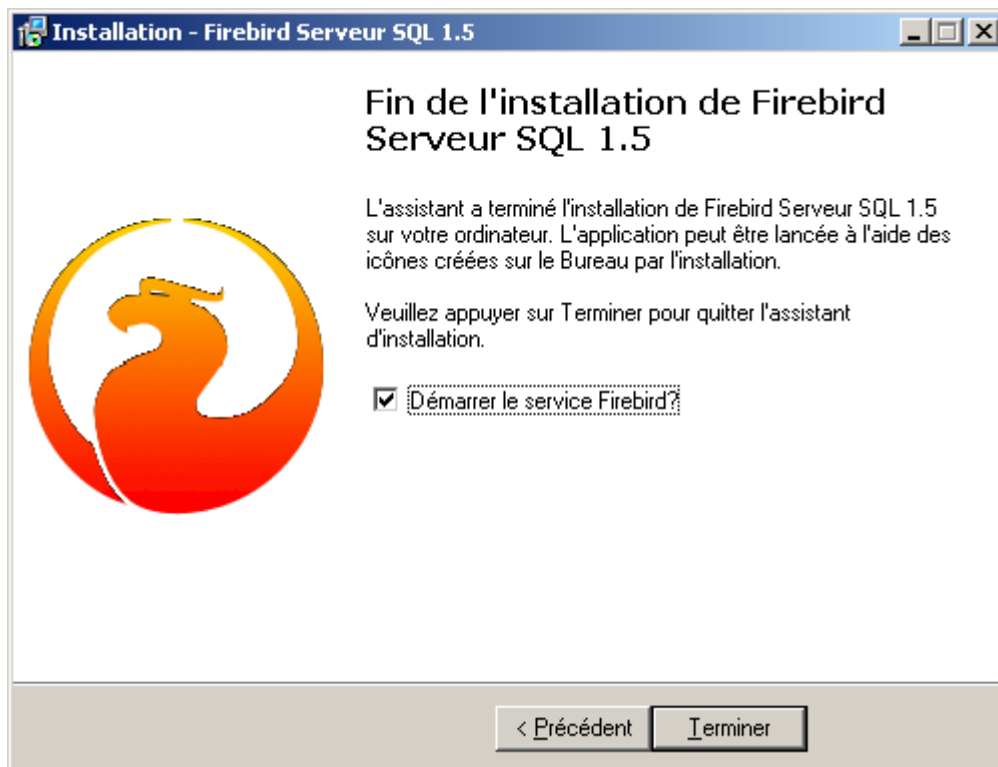 Installation - Firebird Serveur SQL 1.5
Fin de l'installation de Firebird
Serveur SQL 1.5
L'assistant a terminé l'installation de Firebird Serveur SQL 1.5
sur votre ordinateur. L'application peut être lancée à l'aide des
icônes créées sur le Bureau par l'installation.
Veuillez appuyer sur Terminer pour quitter l'assistant
d'installation.
Démarrer le service Firebird?
< Précédent
Terminer